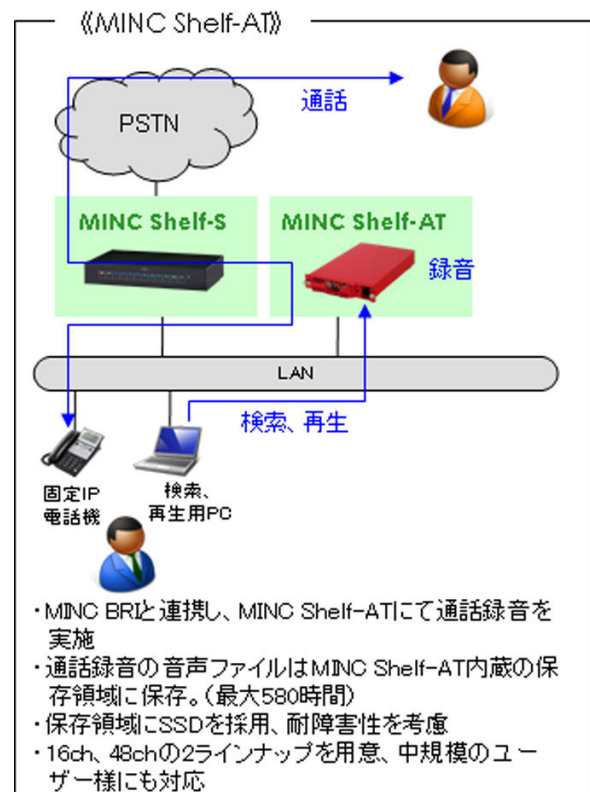 《MINC Shelf-AT》
通話
PSTN
MINC Shelf-S
MINC Shelf-AT
録音
LAN
検索、再生
固定IP
電話機
検索、
再生用PC
・MINC BRIと連携し、MINC Shelf-ATにて通話録音を
実施
・通話録音の音声ファイルはMINC Shelf-AT内蔵の保
存領域に保存。(最大580時間)
・保存領域にSSDを採用、耐障害性を考慮
・16ch、48chの2ラインナップを用意、中規模のユー
ザー様にも対応